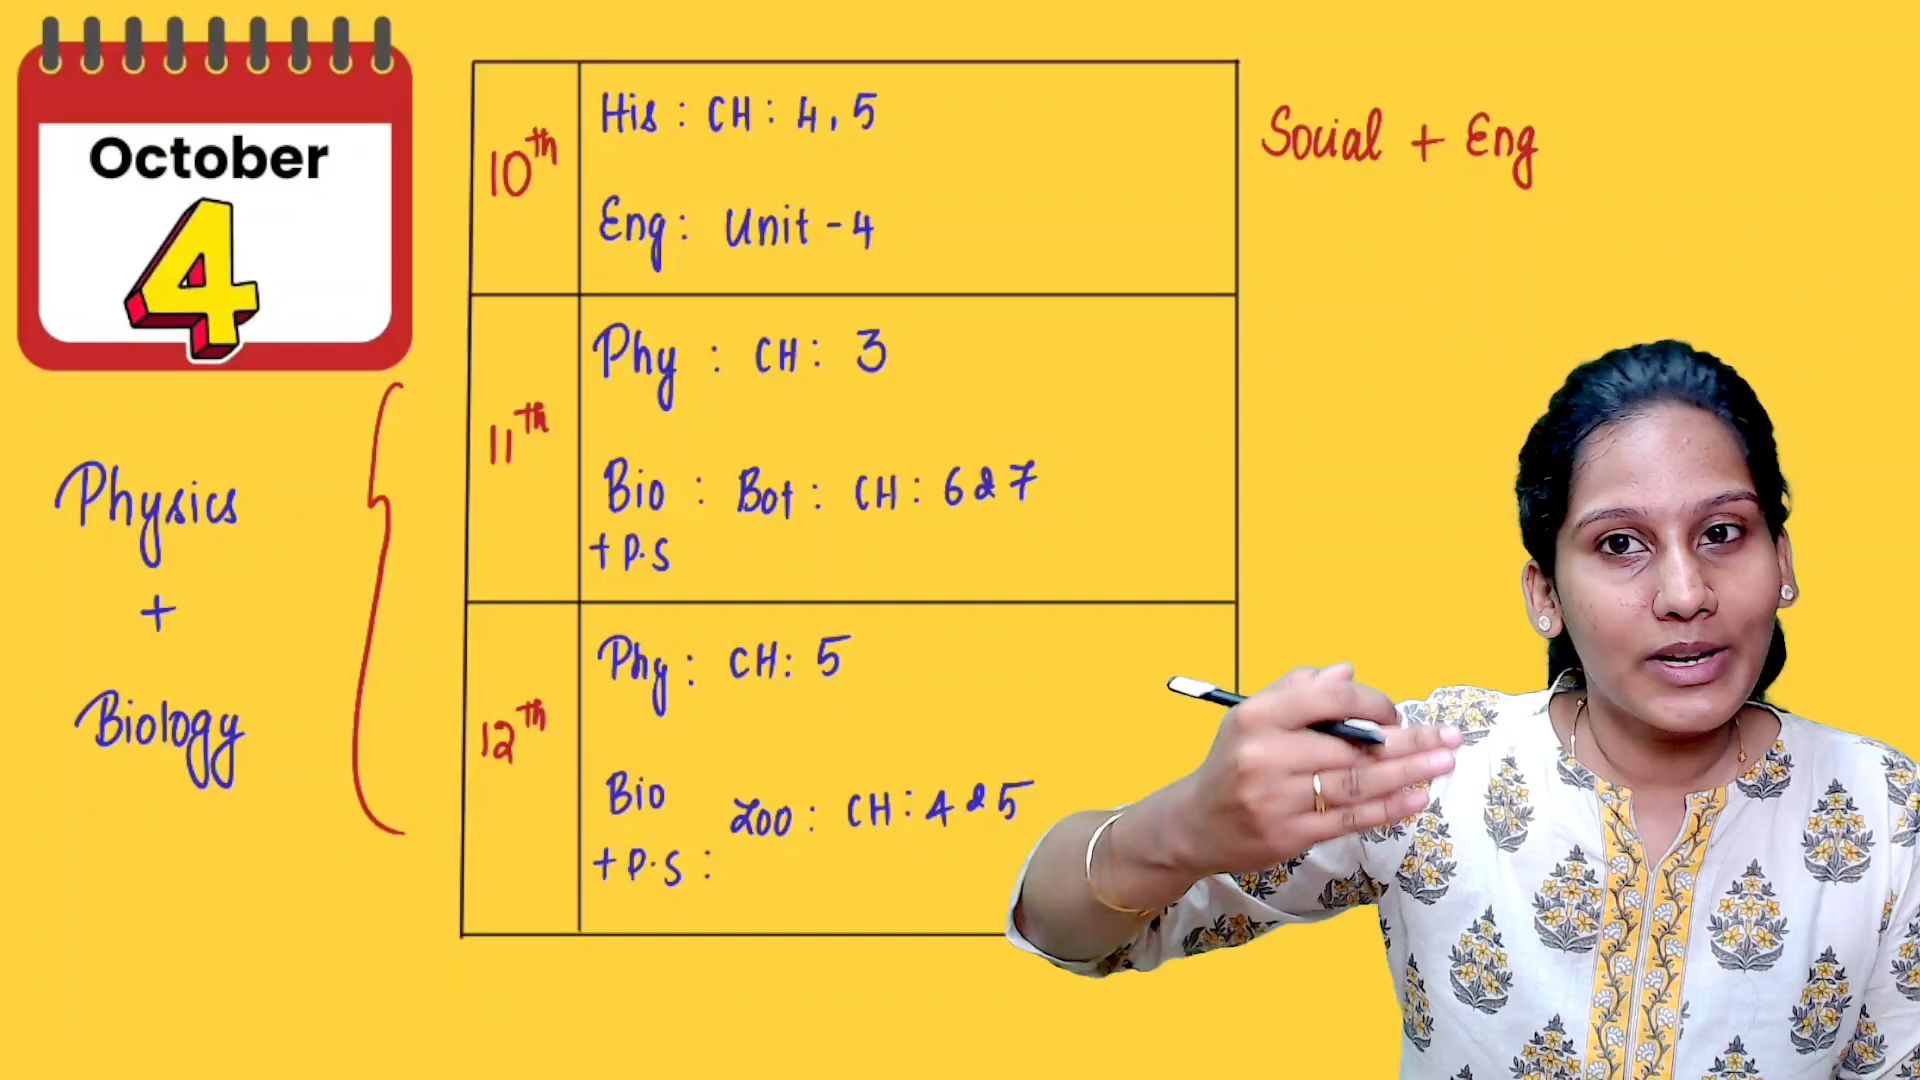 October
4
Physics
+
Biology
10th
His : CH : 4, 5
Eng : Unit - 4
Social + Eng
11th
Phy : CH : 3
Bio : Bot : CH : 6 & 7
+ P.S
12th
Phy : CH : 5
Bio
Zoo : CH : 4 & 5
+ P.S :